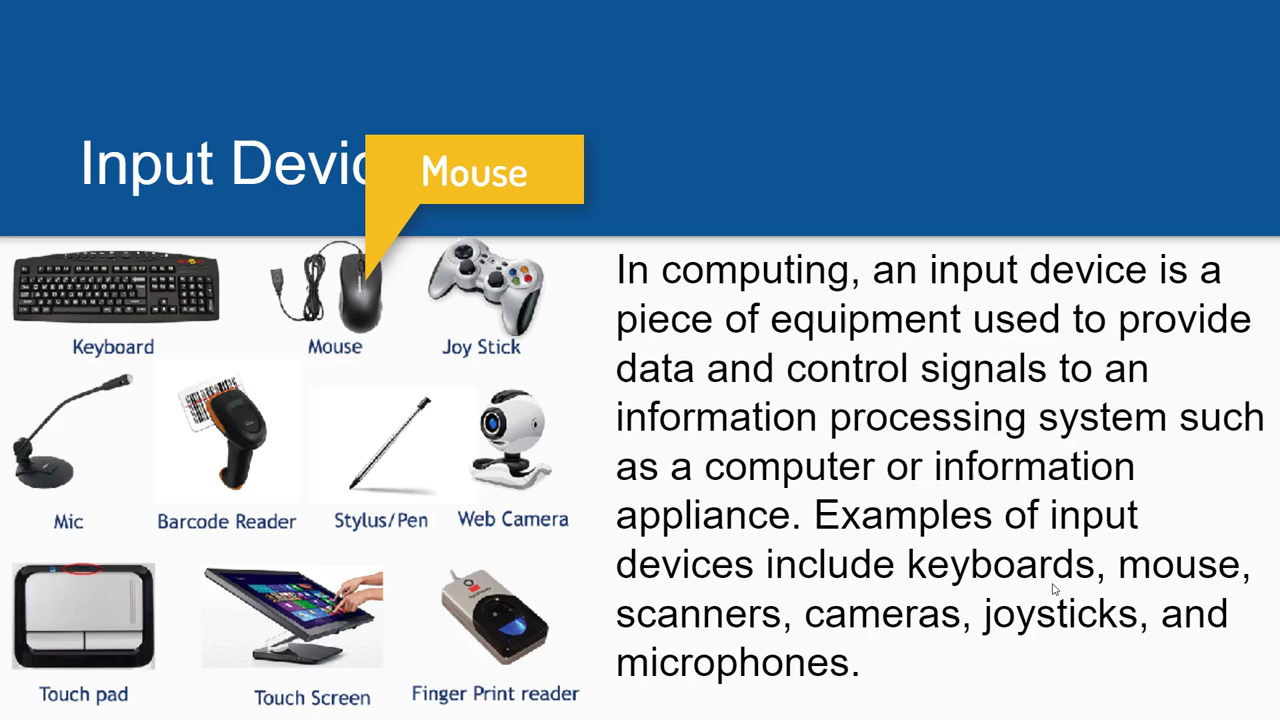 Input Devic
Mouse
Keyboard
Mouse
Joy Stick
Mic
Barcode Reader
Stylus/Pen
Web Camera
Touch pad
Touch Screen
Finger Print reader
In computing, an input device is a
piece of equipment used to provide
data and control signals to an
information processing system such
as a computer or information
appliance. Examples of input
devices include keyboards, mouse,
scanners, cameras, joysticks, and
microphones.